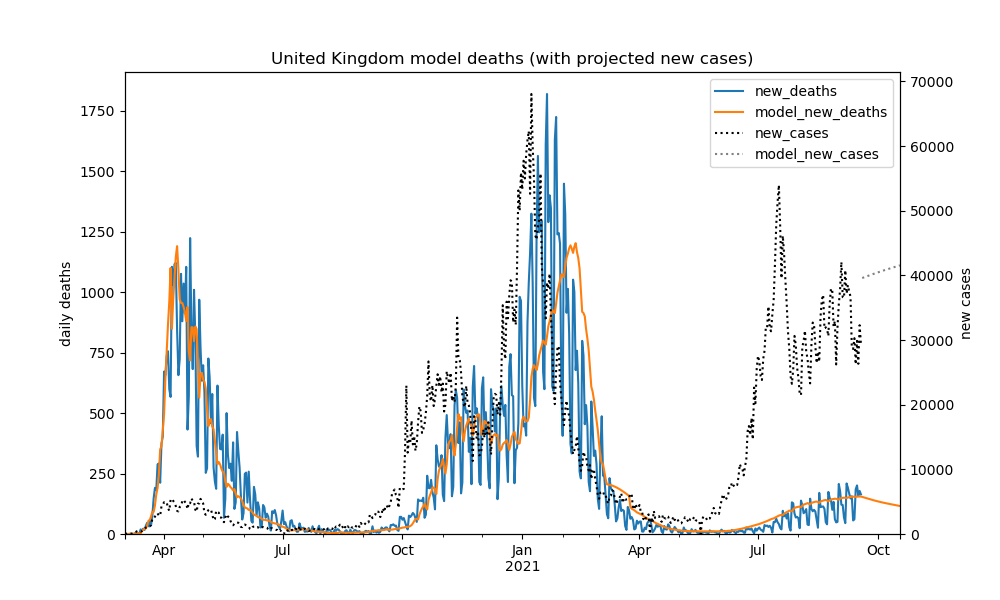 United Kingdom model deaths (with projected new cases)
new_deaths
model_new_deaths
new_cases
model_new_cases
daily deaths
1750
1500
1250
1000
750
500
250
0
70000
60000
50000
40000
30000
20000
10000
0
new cases
Apr
Jul
Oct
Jan
2021
Apr
Jul
Oct